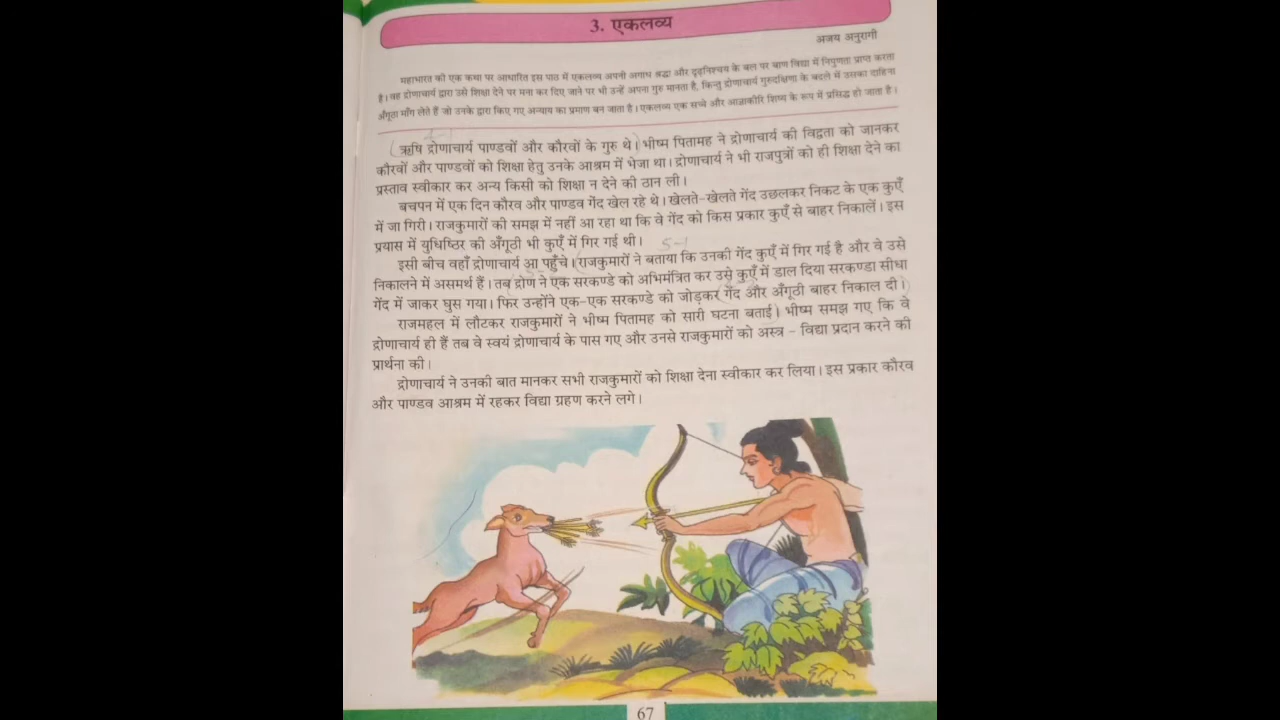 3. एकलव्य
अजय अनुरागी
महाभारत की एक कथा पर आधारित इस पाठ में एकलव्य अपनी अगाध श्रद्धा और दृढ़निश्चय के बल पर बाण विद्या में निपुणता प्राप्त करता
है। वह द्रोणाचार्य द्वारा उसे शिक्षा देने पर मना कर दिए जाने पर भी उन्हें अपना गुरु मानता है, किन्तु द्रोणाचार्य गुरुदक्षिणा के बदले में उसका दाहिना
अँगूठा माँग लेते हैं जो उनके द्वारा किए गए अन्याय का प्रमाण बन जाता है। एकलव्य एक सच्चे और आज्ञाकारि शिष्य के रूप में प्रसिद्ध हो जाता है।
ऋषि द्रोणाचार्य पाण्डवों और कौरवों के गुरु थे। भीष्म पितामह ने द्रोणाचार्य की विद्वता को जानकर
कौरवों और पाण्डवों को शिक्षा हेतु उनके आश्रम में भेजा था। द्रोणाचार्य ने भी राजपुत्रों को ही शिक्षा देने का
प्रस्ताव स्वीकार कर अन्य किसी को शिक्षा न देने की ठान ली।
बचपन में एक दिन कौरव और पाण्डव गेंद खेल रहे थे। खेलते-खेलते गेंद उछलकर निकट के एक कुएँ
में जा गिरी। राजकुमारों की समझ में नहीं आ रहा था कि वे गेंद को किस प्रकार कुएँ से बाहर निकालें। इस
प्रयास में युधिष्ठिर की अँगूठी भी कुएँ में गिर गई थी।
5-1
इसी बीच वहाँ द्रोणाचार्य आ पहुँचे। राजकुमारों ने बताया कि उनकी गेंद कुएँ में गिर गई है और वे उसे
निकालने में असमर्थ हैं। तब द्रोण ने एक सरकण्डे को अभिमंत्रित कर उसे कुएँ में डाल दिया सरकण्डा सीधा
गेंद में जाकर घुस गया। फिर उन्होंने एक-एक सरकण्डे को जोड़कर गेंद और अँगूठी बाहर निकाल दी।
राजमहल में लौटकर राजकुमारों ने भीष्म पितामह को सारी घटना बताई। भीष्म समझ गए कि वे
द्रोणाचार्य ही हैं तब वे स्वयं द्रोणाचार्य के पास गए और उनसे राजकुमारों को अस्त्र - विद्या प्रदान करने की
प्रार्थना की।
द्रोणाचार्य ने उनकी बात मानकर सभी राजकुमारों को शिक्षा देना स्वीकार कर लिया। इस प्रकार कौरव
और पाण्डव आश्रम में रहकर विद्या ग्रहण करने लगे।
67